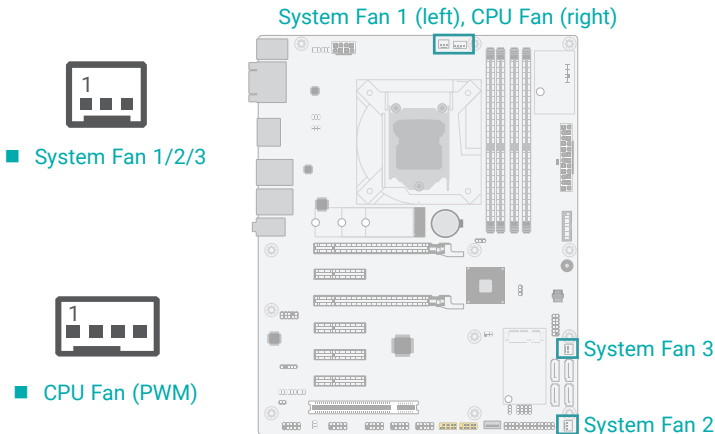 System Fan 1 (left), CPU Fan (right)
1
System Fan 1/2/3
1
CPU Fan (PWM)
System Fan 3
System Fan 2